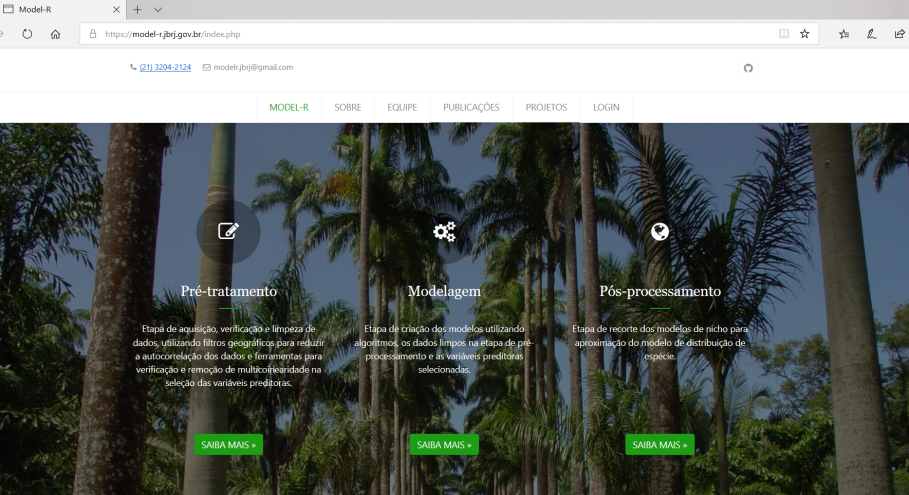 Model-R
https://model-r.jbrj.gov.br/index.php
(21) 3204-2124 modelr.jbrj@gmail.com
MODEL-R SOBRE EQUIPE PUBLICAÇÕES PROJETOS LOGIN
Pré-tratamento
Etapa de aquisição, verificação e limpeza de
dados, utilizando filtros geográficos para reduzir
a autocorrelação dos dados e ferramentas para
verificação e remoção de multicolinearidade na
seleção das variáveis preditoras.
SAIBA MAIS »
Modelagem
Etapa de criação dos modelos utilizando
algoritmos, os dados limpos na etapa de pré-
processamento e as variáveis preditoras
selecionadas.
SAIBA MAIS »
Pós-processamento
Etapa de recorte dos modelos de nicho para
aproximação do modelo de distribuição de
espécie.
SAIBA MAIS »